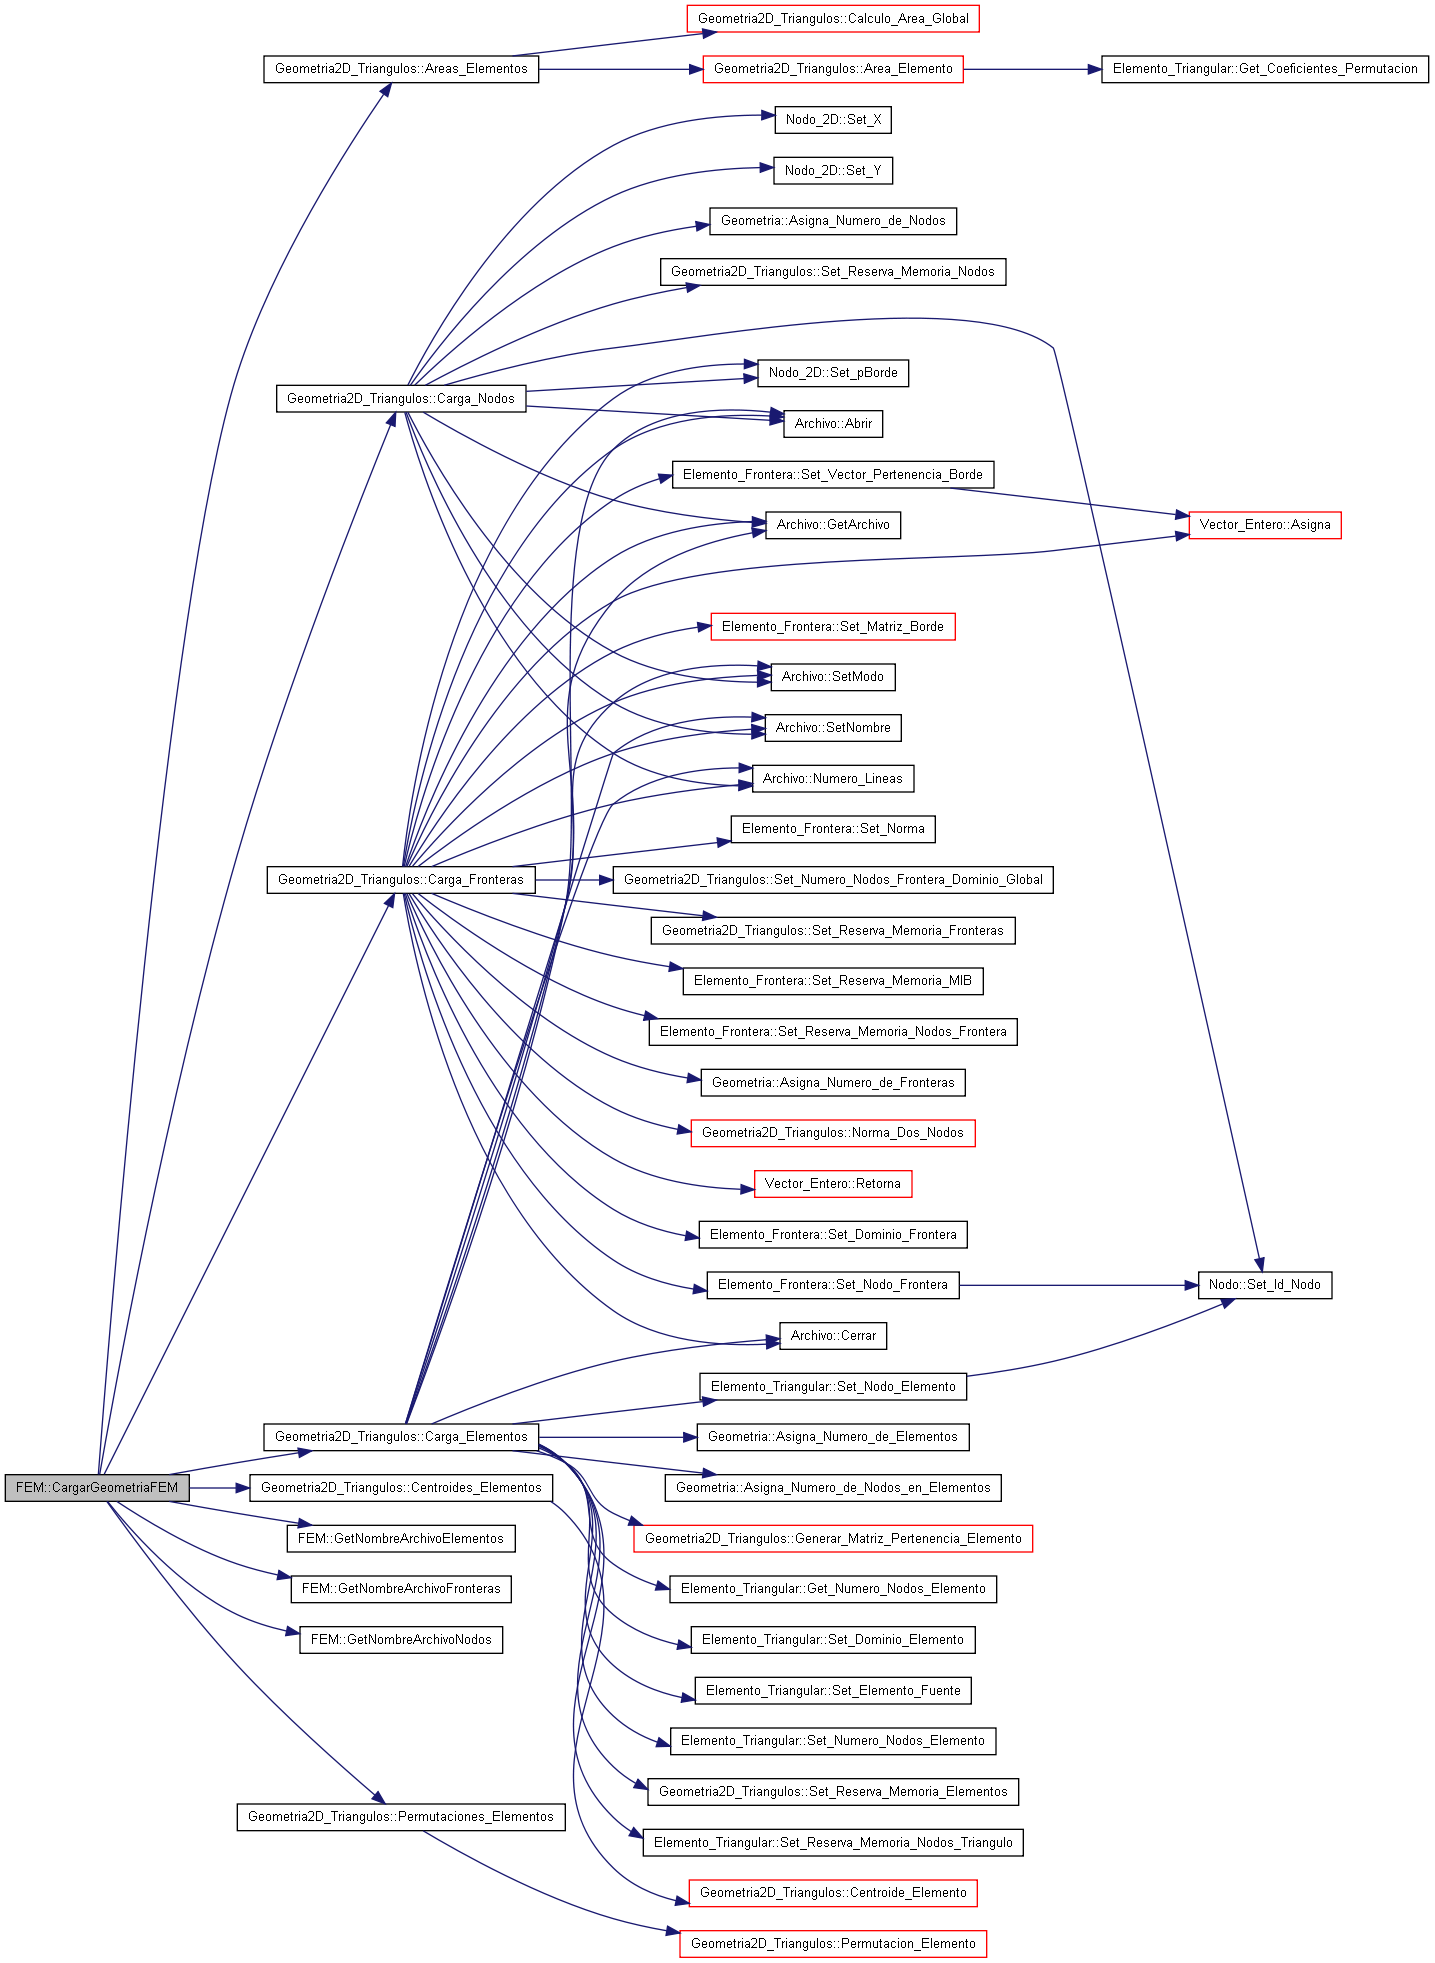 Geometria2D_Triangulos::Calculo_Area_Global
Geometria2D_Triangulos::Areas_Elementos
Geometria2D_Triangulos::Area_Elemento
Elemento_Triangular::Get_Coeficientes_Permutacion
Nodo_2D::Set_X
Nodo_2D::Set_Y
Geometria::Asigna_Numero_de_Nodos
Geometria2D_Triangulos::Set_Reserva_Memoria_Nodos
Nodo_2D::Set_pBorde
Geometria2D_Triangulos::Carga_Nodos
Archivo::Abrir
Elemento_Frontera::Set_Vector_Pertenencia_Borde
Archivo::GetArchivo
Vector_Entero::Asigna
Elemento_Frontera::Set_Matriz_Borde
Archivo::SetModo
Archivo::SetNombre
Archivo::Numero_Lineas
Elemento_Frontera::Set_Norma
Geometria2D_Triangulos::Carga_Fronteras
Geometria2D_Triangulos::Set_Numero_Nodos_Frontera_Dominio_Global
Geometria2D_Triangulos::Set_Reserva_Memoria_Fronteras
Elemento_Frontera::Set_Reserva_Memoria_MIB
Elemento_Frontera::Set_Reserva_Memoria_Nodos_Frontera
Geometria::Asigna_Numero_de_Fronteras
Geometria2D_Triangulos::Norma_Dos_Nodos
Vector_Entero::Retorna
Elemento_Frontera::Set_Dominio_Frontera
Elemento_Frontera::Set_Nodo_Frontera
Nodo::Set_Id_Nodo
Archivo::Cerrar
Elemento_Triangular::Set_Nodo_Elemento
Geometria2D_Triangulos::Carga_Elementos
Geometria::Asigna_Numero_de_Elementos
FEM::CargarGeometriaFEM
Geometria2D_Triangulos::Centroides_Elementos
Geometria::Asigna_Numero_de_Nodos_en_Elementos
FEM::GetNombreArchivoElementos
Geometria2D_Triangulos::Generar_Matriz_Pertenencia_Elemento
FEM::GetNombreArchivoFronteras
Elemento_Triangular::Get_Numero_Nodos_Elemento
FEM::GetNombreArchivoNodos
Elemento_Triangular::Set_Dominio_Elemento
Elemento_Triangular::Set_Elemento_Fuente
Elemento_Triangular::Set_Numero_Nodos_Elemento
Geometria2D_Triangulos::Set_Reserva_Memoria_Elementos
Geometria2D_Triangulos::Permutaciones_Elementos
Elemento_Triangular::Set_Reserva_Memoria_Nodos_Triangulo
Geometria2D_Triangulos::Centroide_Elemento
Geometria2D_Triangulos::Permutacion_Elemento